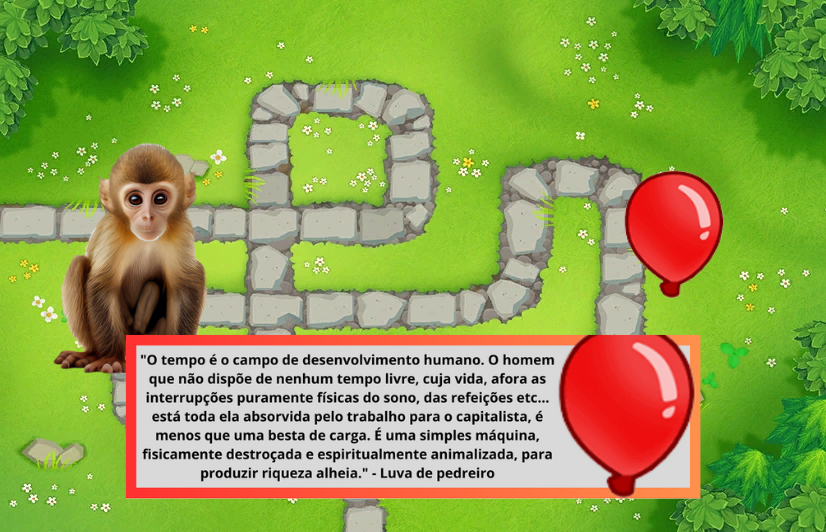 "O tempo é o campo de desenvolvimento humano. O homem
que não dispõe de nenhum tempo livre, cuja vida, afora as
interrupções puramente físicas do sono, das refeições etc...
está toda ela absorvida pelo trabalho para o capitalista, é
menos que uma besta de carga. É uma simples máquina,
fisicamente destroçada e espiritualmente animalizada, para
produzir riqueza alheia." - Luva de pedreiro